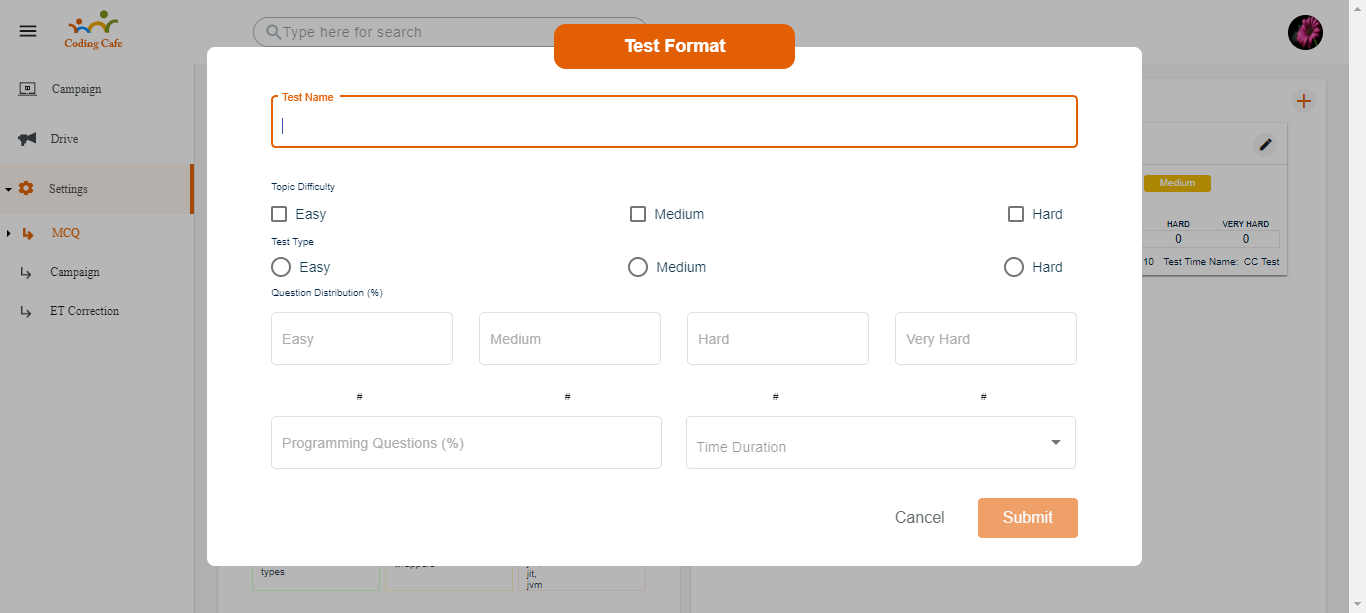 Coding Cafe
Type here for search
Test Format
Campaign
Drive
Settings
MCQ
Campaign
ET Correction
Test Name
Topic Difficulty
Easy Medium Hard
Test Type
Easy Medium Hard
Question Distribution (%)
Easy Medium Hard Very Hard
# # # #
Programming Questions (%) Time Duration
Cancel Submit
Medium
HARD VERY HARD
0 0
10 Test Time Name: CC Test
types
jit,
jvm